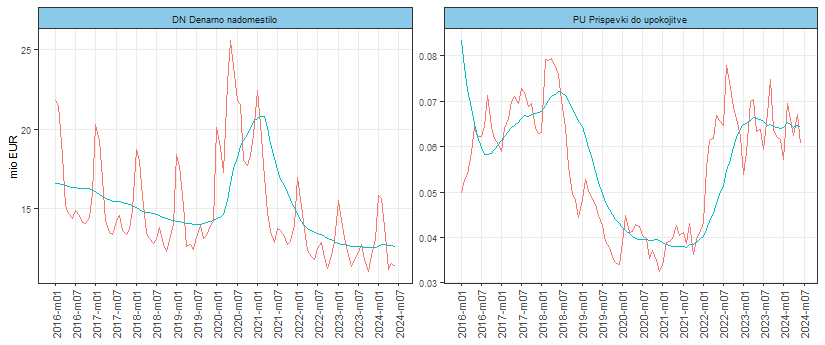 DN Denarno nadomestilo
PU Prispevki do upokojitve
mio EUR
25
20
15
0.08
0.07
0.06
0.05
0.04
0.03
2016-m01
2016-m07
2017-m01
2017-m07
2018-m01
2018-m07
2019-m01
2019-m07
2020-m01
2020-m07
2021-m01
2021-m07
2022-m01
2022-m07
2023-m01
2023-m07
2024-m01
2024-m07
2016-m01
2016-m07
2017-m01
2017-m07
2018-m01
2018-m07
2019-m01
2019-m07
2020-m01
2020-m07
2021-m01
2021-m07
2022-m01
2022-m07
2023-m01
2023-m07
2024-m01
2024-m07